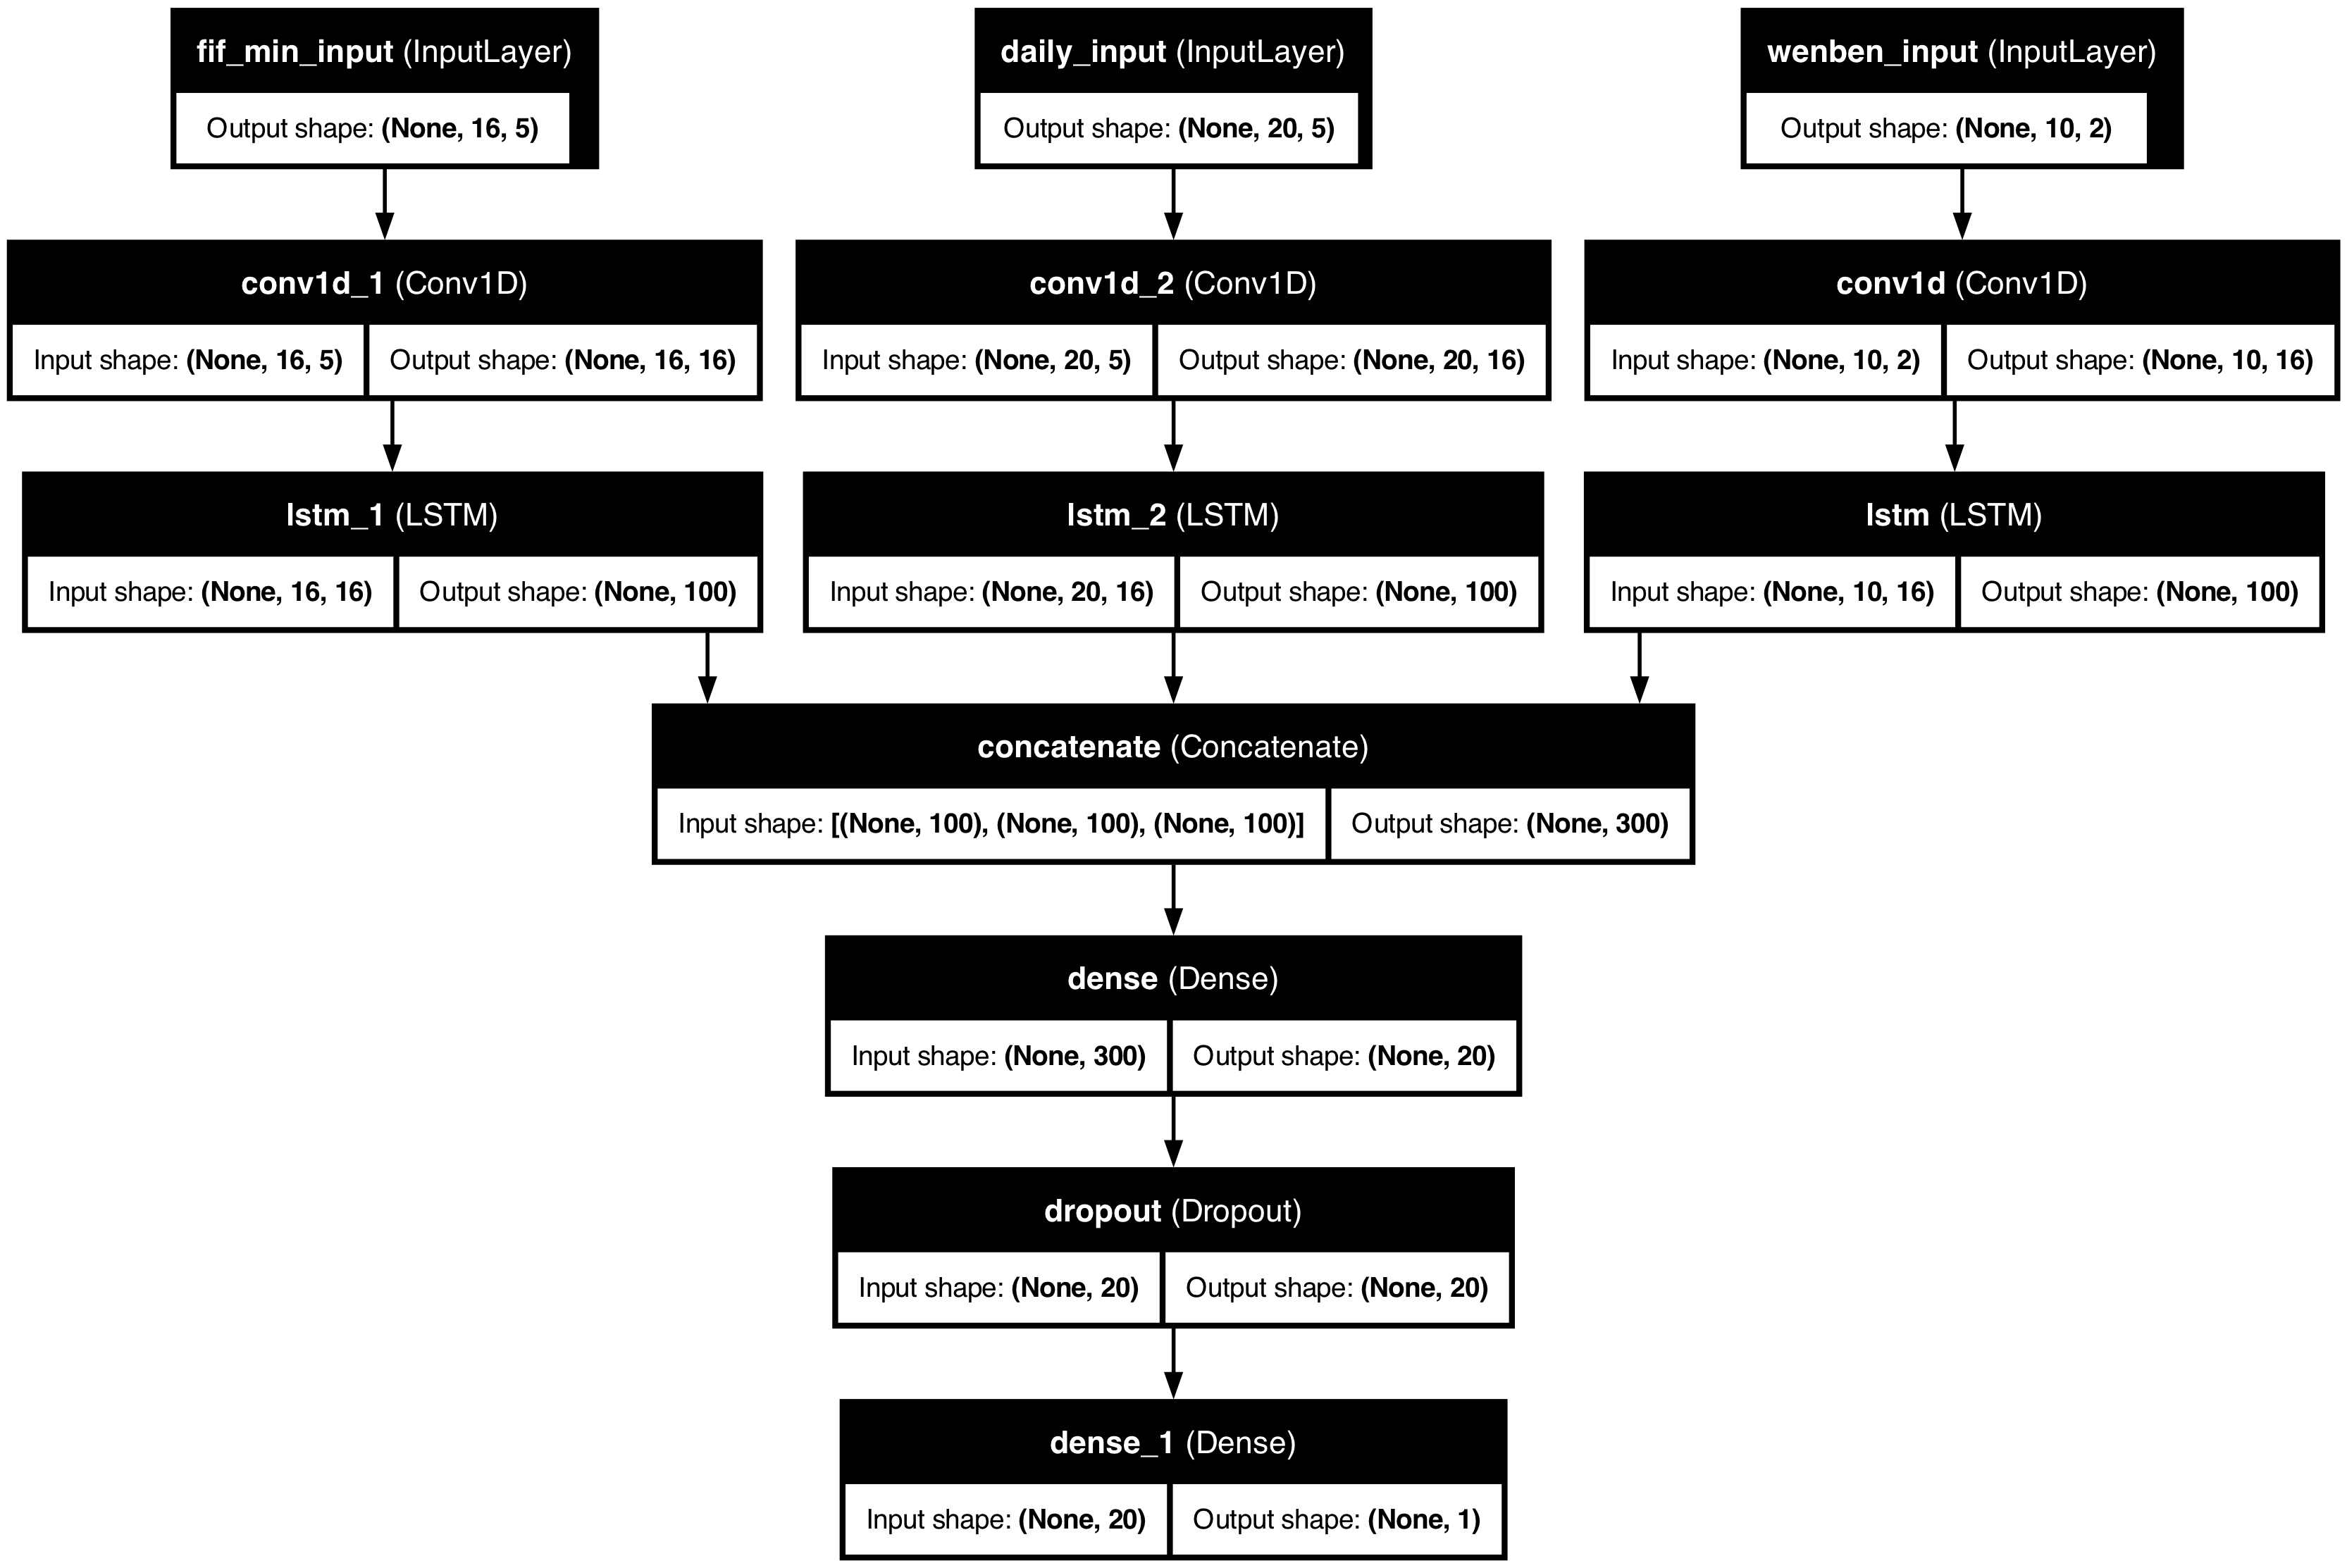 fif_min_input (InputLayer)
Output shape: (None, 16, 5)
daily_input (InputLayer)
Output shape: (None, 20, 5)
wenben_input (InputLayer)
Output shape: (None, 10, 2)
conv1d_1 (Conv1D)
Input shape: (None, 16, 5) Output shape: (None, 16, 16)
conv1d_2 (Conv1D)
Input shape: (None, 20, 5) Output shape: (None, 20, 16)
conv1d (Conv1D)
Input shape: (None, 10, 2) Output shape: (None, 10, 16)
lstm_1 (LSTM)
Input shape: (None, 16, 16) Output shape: (None, 100)
lstm_2 (LSTM)
Input shape: (None, 20, 16) Output shape: (None, 100)
lstm (LSTM)
Input shape: (None, 10, 16) Output shape: (None, 100)
concatenate (Concatenate)
Input shape: [(None, 100), (None, 100), (None, 100)] Output shape: (None, 300)
dense (Dense)
Input shape: (None, 300) Output shape: (None, 20)
dropout (Dropout)
Input shape: (None, 20) Output shape: (None, 20)
dense_1 (Dense)
Input shape: (None, 20) Output shape: (None, 1)